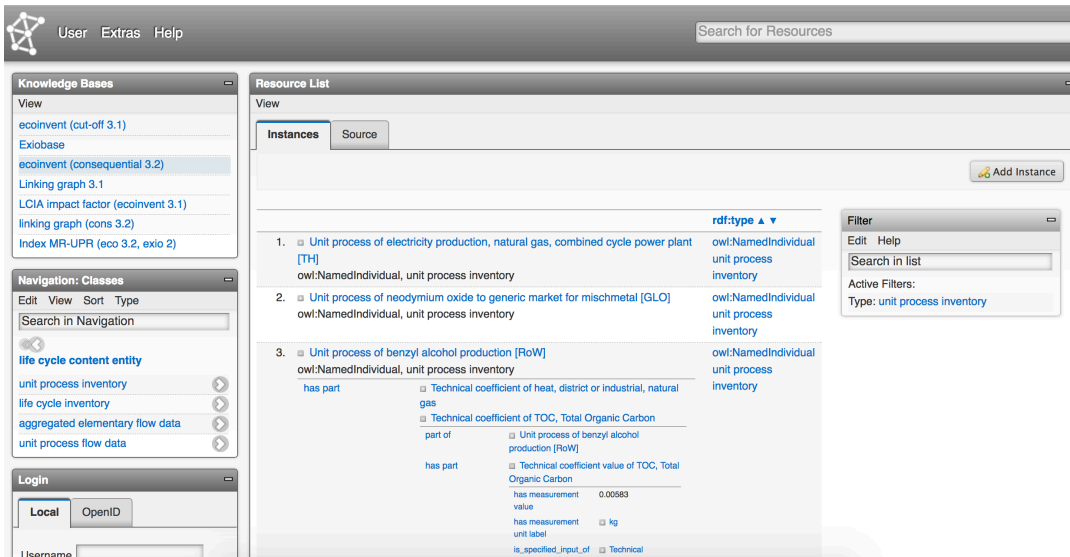 User Extras Help
Search for Resources
Knowledge Bases
View
ecoinvent (cut-off 3.1)
Exiobase
ecoinvent (consequential 3.2)
Linking graph 3.1
LCIA impact factor (ecoinvent 3.1)
linking graph (cons 3.2)
Index MR-UPR (eco 3.2, exio 2)
Navigation: Classes
Edit View Sort Type
Search in Navigation
life cycle content entity
unit process inventory
life cycle inventory
aggregated elementary flow data
unit process flow data
Login
Local OpenID
Username
Resource List
View
Instances Source
Add Instance
rdf:type ▲ ▼
1. Unit process of electricity production, natural gas, combined cycle power plant
[TH]
owl:NamedIndividual, unit process inventory
owl:NamedIndividual
unit process
inventory
2. Unit process of neodymium oxide to generic market for mischmetal [GLO]
owl:NamedIndividual, unit process inventory
owl:NamedIndividual
unit process
inventory
3. Unit process of benzyl alcohol production [RoW]
owl:NamedIndividual, unit process inventory
owl:NamedIndividual
unit process
inventory
has part Technical coefficient of heat, district or industrial, natural
gas
Technical coefficient of TOC, Total Organic Carbon
part of Unit process of benzyl alcohol
production [RoW]
has part Technical coefficient value of TOC, Total
Organic Carbon
has measurement 0.00583
value
has measurement kg
unit label
is_specified_input_of Technical
Filter
Edit Help
Search in list
Active Filters:
Type: unit process inventory